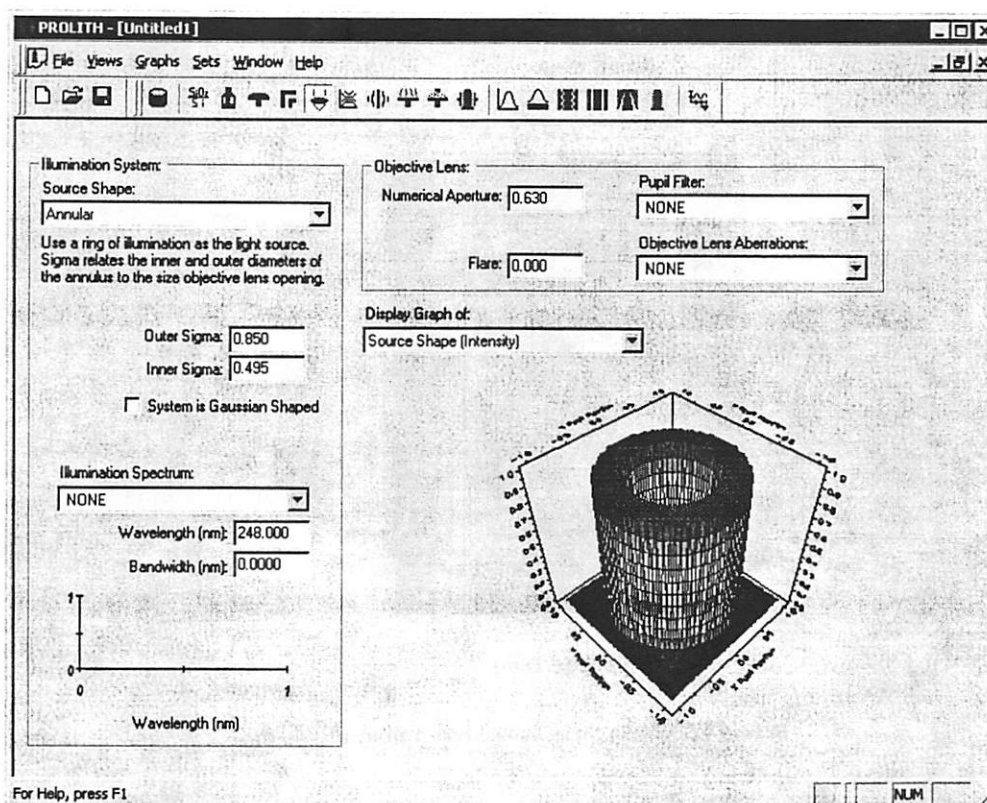 PROLITH - [Untitled1]
File Views Graphs Sets Window Help
Illumination System:
Source Shape:
Annular
Use a ring of illumination as the light source.
Sigma relates the inner and outer diameters of
the annulus to the size objective lens opening.
Outer Sigma: 0.850
Inner Sigma: 0.495
System is Gaussian Shaped
Illumination Spectrum:
NONE
Wavelength (nm): 248.000
Bandwidth (nm): 0.0000
1
0
0 1
Wavelength (nm)
Objective Lens:
Numerical Aperture: 0.630
Flare: 0.000
Pupil Filter:
NONE
Objective Lens Aberrations:
NONE
Display Graph of:
Source Shape (Intensity)
For Help, press F1
NUM